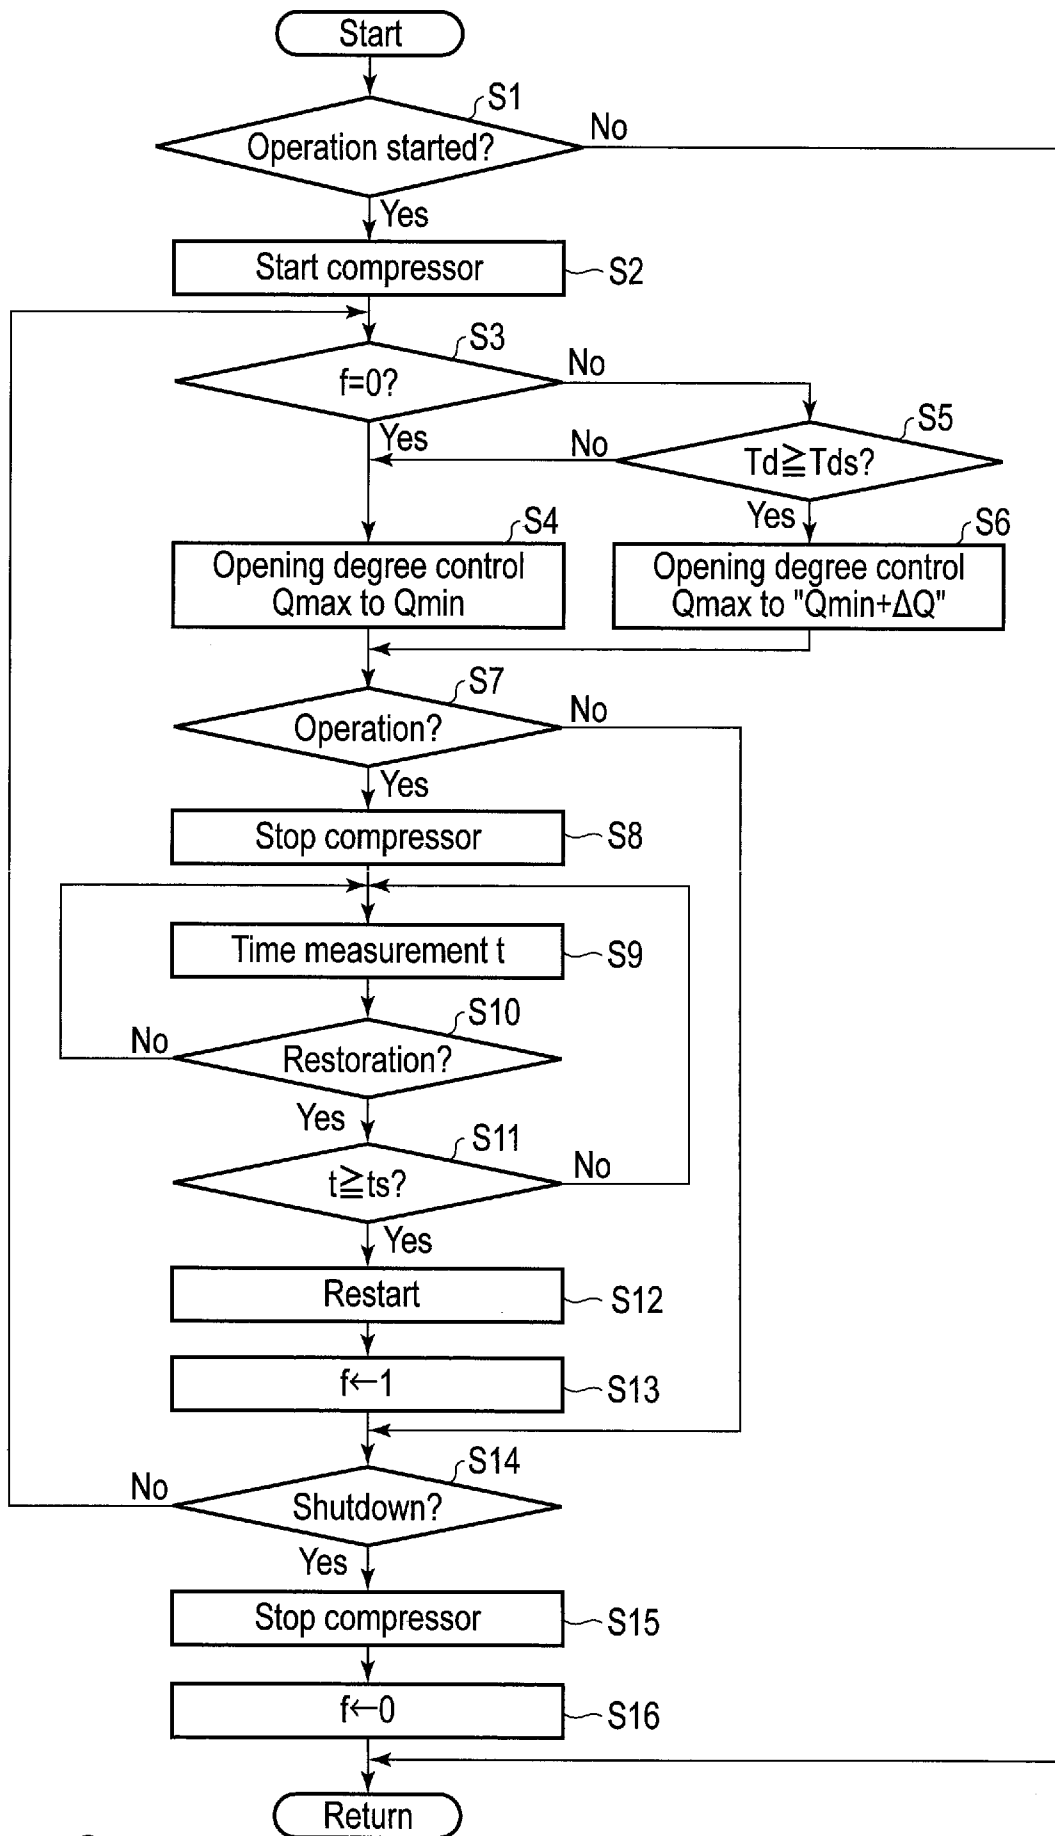 Start
S1
Operation started?
No
Yes
Start compressor
S2
S3
f=0?
No
Yes
S5
Td≧Tds?
No
Yes
S4
Opening degree control
Qmax to Qmin
S6
Opening degree control
Qmax to "Qmin+ΔQ"
S7
Operation?
No
Yes
Stop compressor
S8
Time measurement t
S9
S10
Restoration?
No
Yes
S11
t≧ts?
No
Yes
Restart
S12
f←1
S13
S14
Shutdown?
No
Yes
Stop compressor
S15
f←0
S16
Return